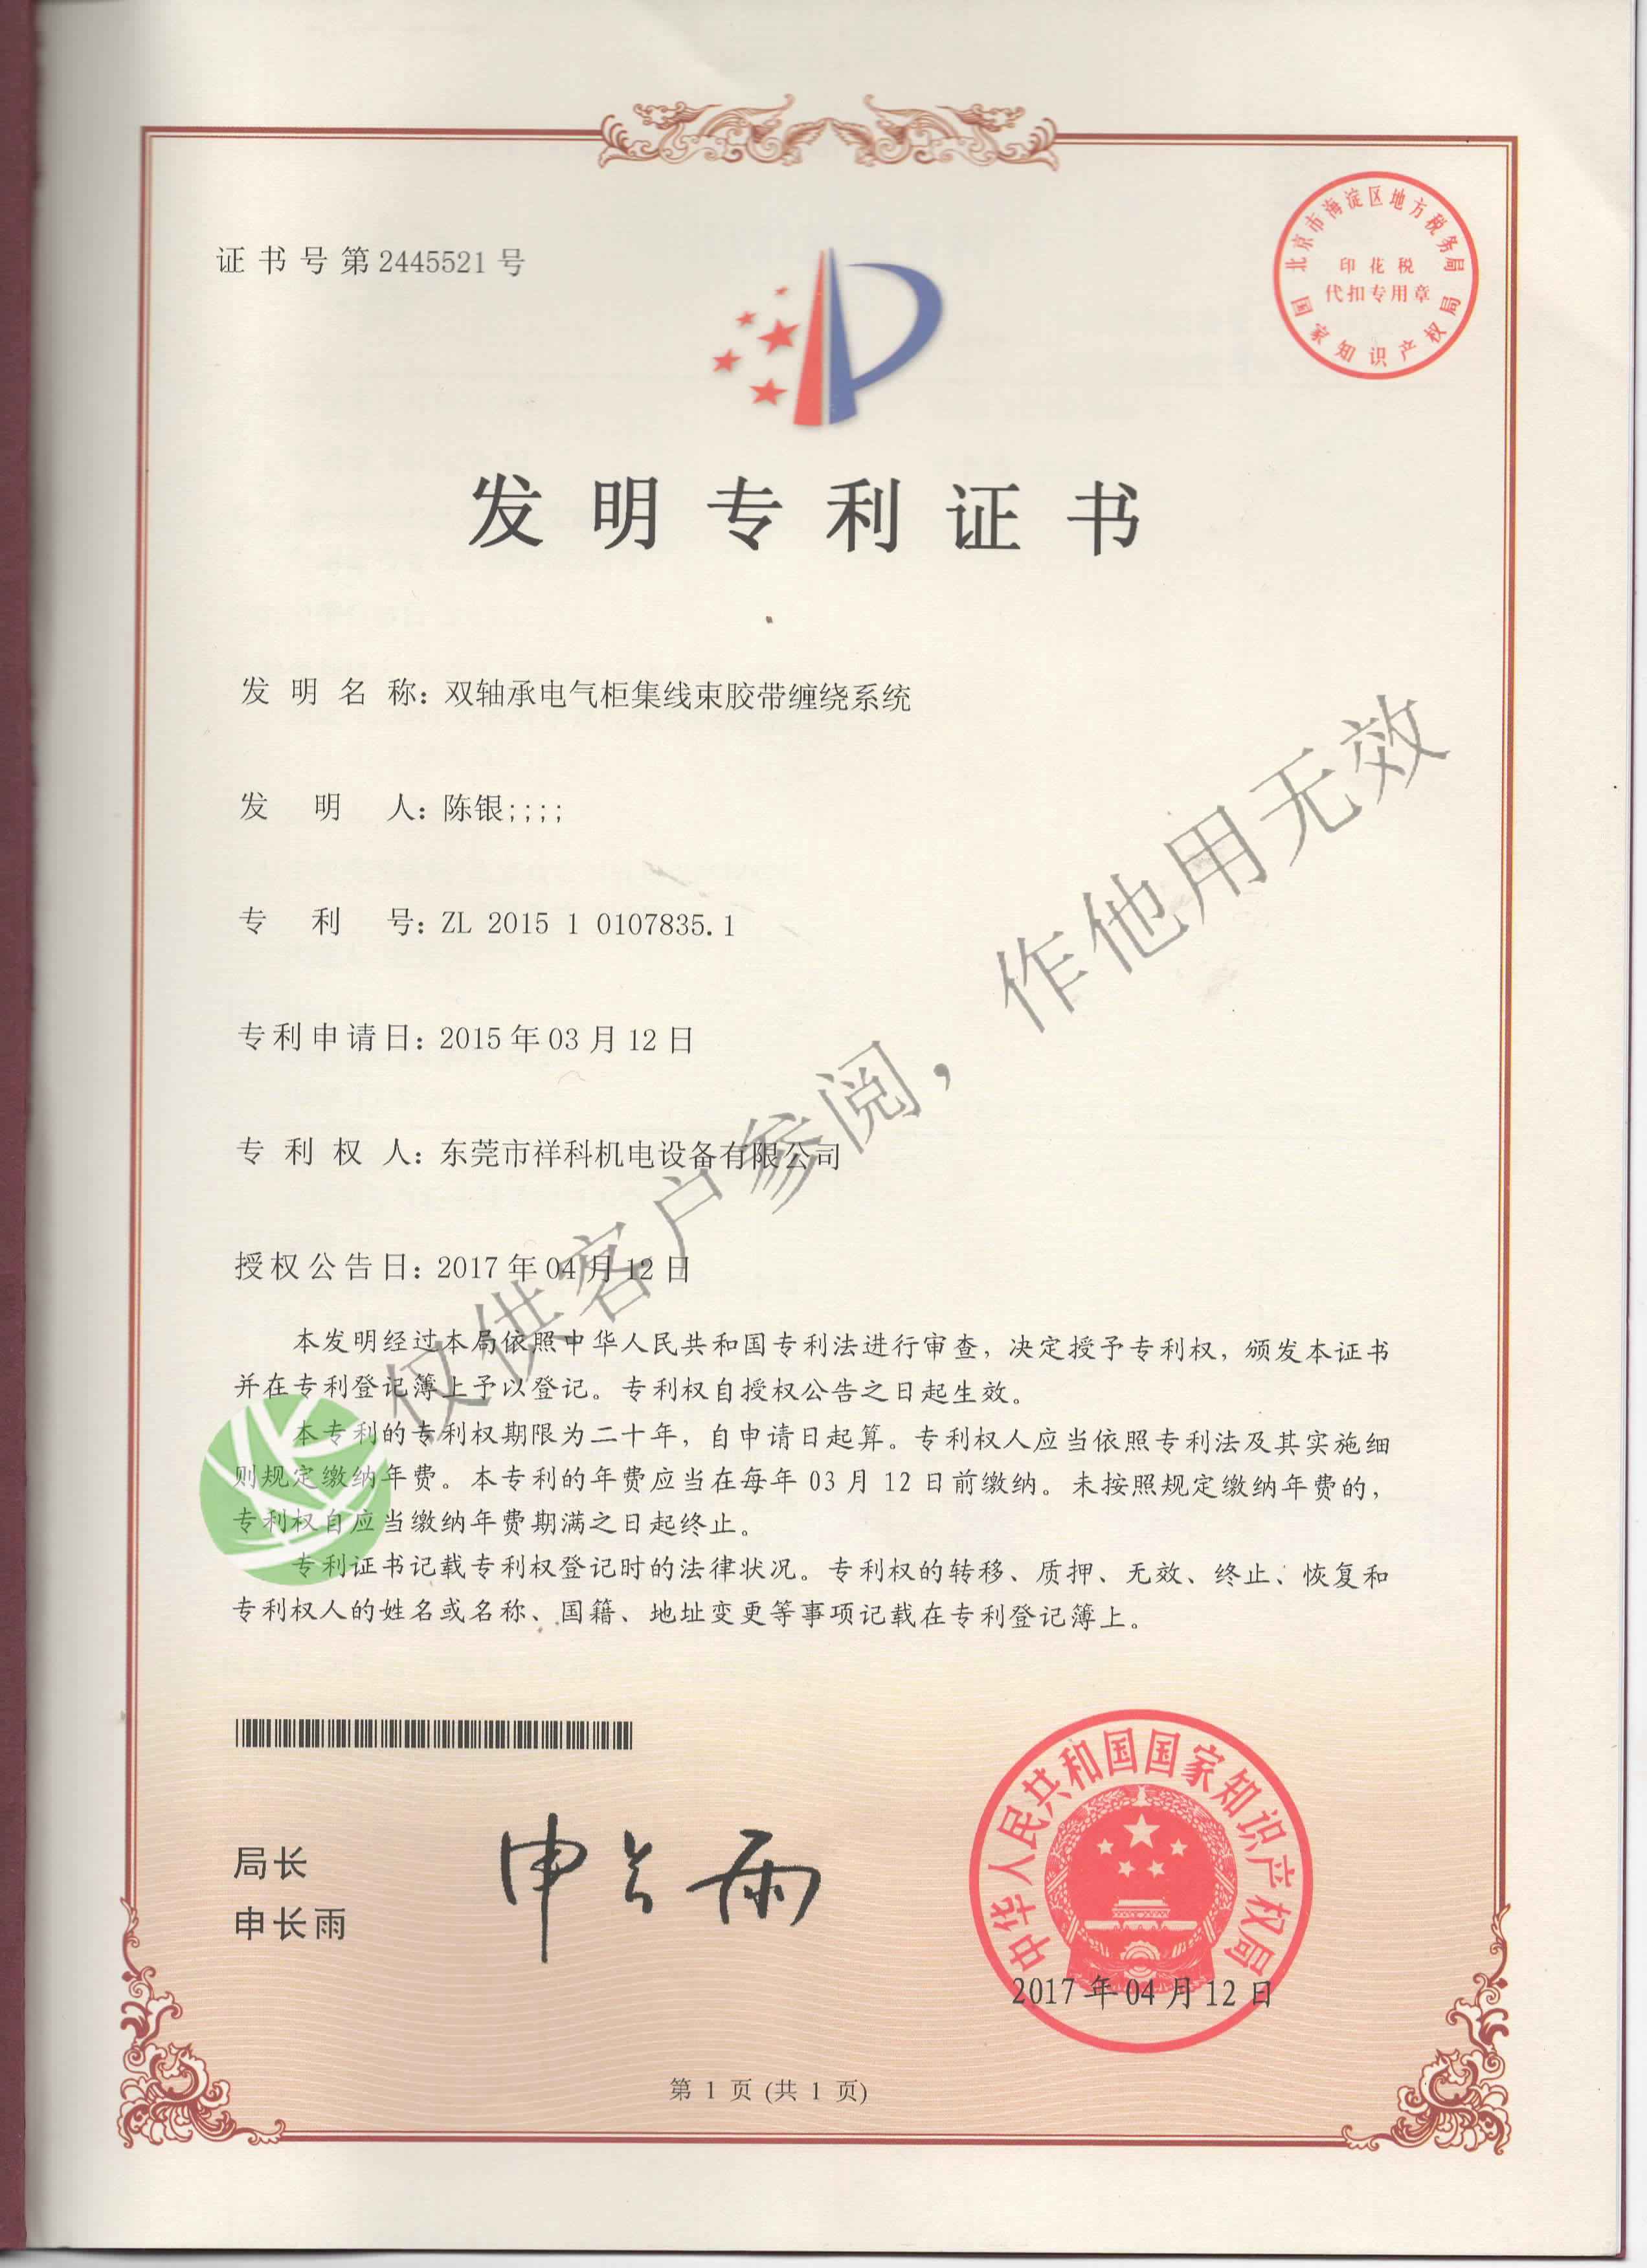 证书号第2445521号
北京市海淀区地方税务局
印花税
代扣专用章
国家知识产权局
发明专利证书
发明名称：双轴承电气柜集线束胶带缠绕系统
发明人：陈银;;;;
专利号：ZL 2015 1 0107835.1
专利申请日：2015年03月12日
专利权人：东莞市祥科机电设备有限公司
授权公告日：2017年04月12日
本发明经过本局依照中华人民共和国专利法进行审查，决定授予专利权，颁发本证书
并在专利登记簿上予以登记。专利权自授权公告之日起生效。
本专利的专利权期限为二十年，自申请日起算。专利权人应当依照专利法及其实施细
则规定缴纳年费。本专利的年费应当在每年03月12日前缴纳。未按照规定缴纳年费的，
专利权自应当缴纳年费期满之日起终止。
专利证书记载专利权登记时的法律状况。专利权的转移、质押、无效、终止、恢复和
专利权人的姓名或名称、国籍、地址变更等事项记载在专利登记簿上。
仅供客户参阅，作他用无效
局长
申长雨
申长雨
中华人民共和国国家知识产权局
2017年04月12日
第 1 页 (共 1 页)